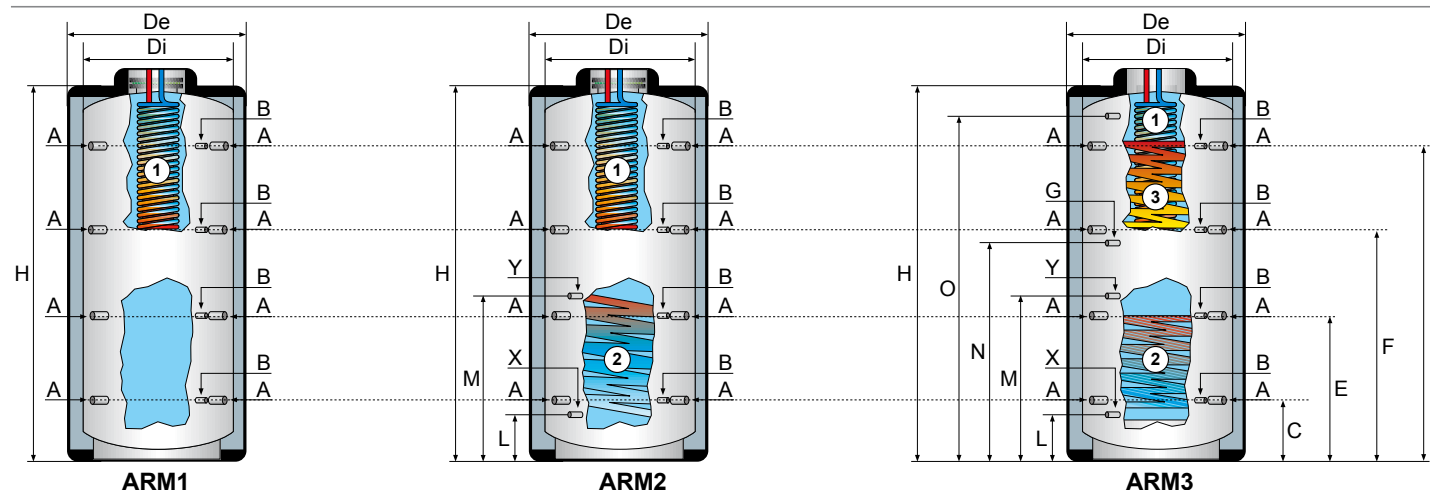 De De De
Di Di Di
B B 1 B
A A A A A A
1 1
O
G 3
B B B
A A A A A A
H H H
Y Y
B B B
A A A A A A
N F
M 2 M 2
X X
B B B
A A A A A A
E
L L C
ARM1 ARM2 ARM3